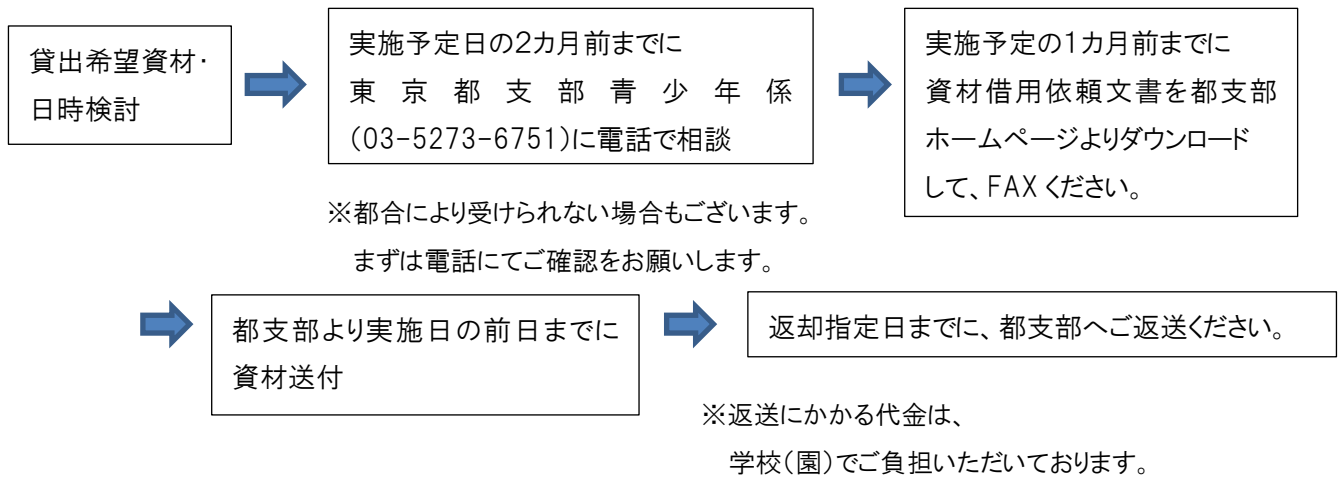 貸出希望資材・
日時検討
実施予定日の2カ月前までに
東京都支部青少年係
(03-5273-6751)に電話で相談
※都合により受けられない場合もございます。
まずは電話にてご確認をお願いします。
実施予定の1カ月前までに
資材借用依頼文書を都支部
ホームページよりダウンロード
して、FAXください。
都支部より実施日の前日までに
資材送付
返却指定日までに、都支部へご返送ください。
※返送にかかる代金は、
学校(園)でご負担いただいております。